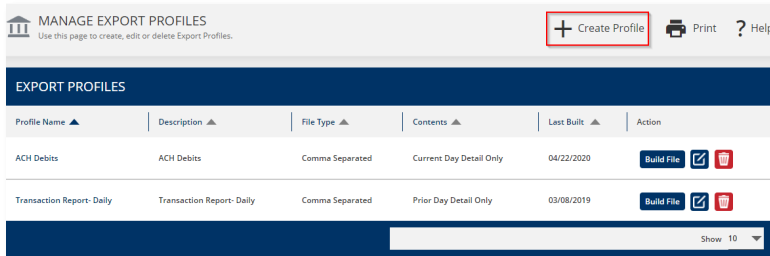 MANAGE EXPORT PROFILES
Use this page to create, edit or delete Export Profiles.
Create Profile
Print
? Help
EXPORT PROFILES
Profile Name Description File Type Contents Last Built Action
ACH Debits ACH Debits Comma Separated Current Day Detail Only 04/22/2020 Build File
Transaction Report- Daily Transaction Report- Daily Comma Separated Prior Day Detail Only 03/08/2019 Build File
Show 10